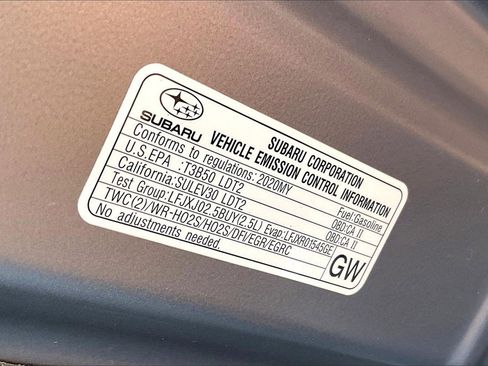 SUBARU
SUBARU CORPORATION
VEHICLE EMISSION CONTROL INFORMATION
Conforms to regulations: 2020MY Fuel:Gasoline
U.S.EPA :T3B50 LDT2 OBD:CA II
California: SULEV30 LDT2 OBD:CA II
Test Group:LFJXJ02.5BUY(2.5L) Evap:LFJXR0154SGE
TWC(2)/WR-HO2S/HO2S/DFI/EGR/EGRC
No adjustments needed.
GW